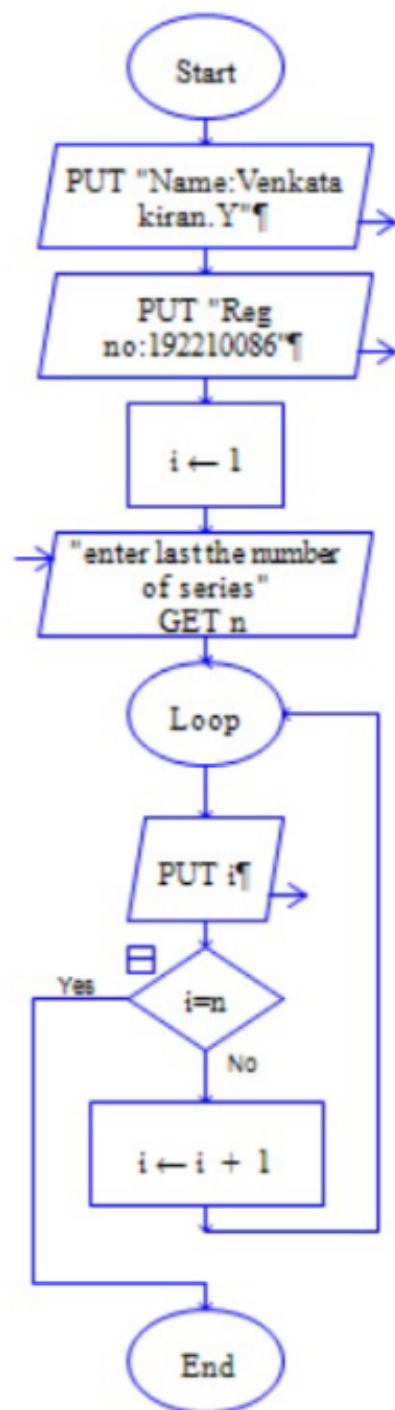 Start
PUT "Name:Venkata
kiran.Y"¶
PUT "Reg
no:192210086"¶
i ← 1
"enter last the number
of series"
GET n
Loop
PUT i¶
i=n
Yes
No
i ← i + 1
End